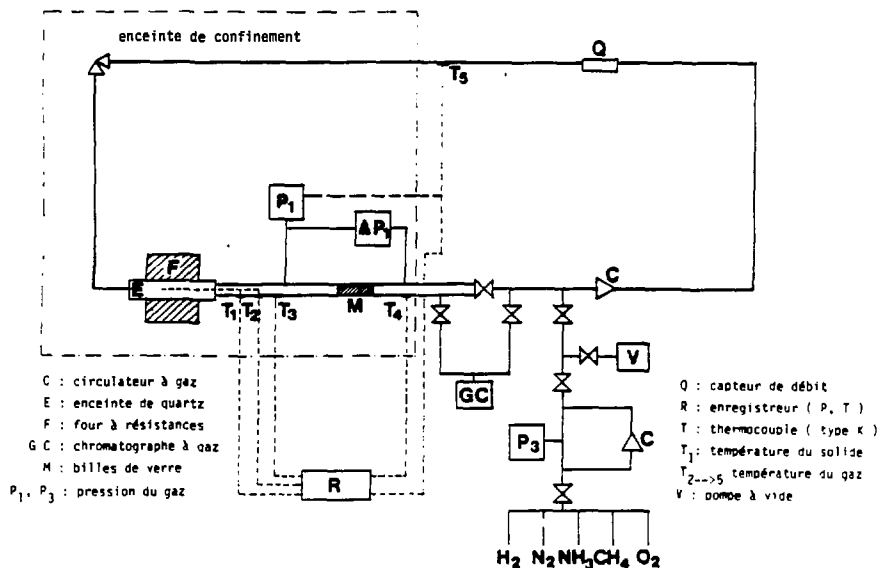 enceinte de confinement
Q
T5
P1
ΔP1
F
E
T1 T2 T3 M T4
C
GC
V
P3
C
R
H2 N2 NH3 CH4 O2
C : circulateur à gaz
E : enceinte de quartz
F : four à résistances
G C : chromatographe à gaz
M : billes de verre
P1, P3 : pression du gaz
Q : capteur de débit
R : enregistreur ( P, T )
T : thermocouple ( type K )
T1: température du solide
T2-->5 température du gaz
V : pompe à vide